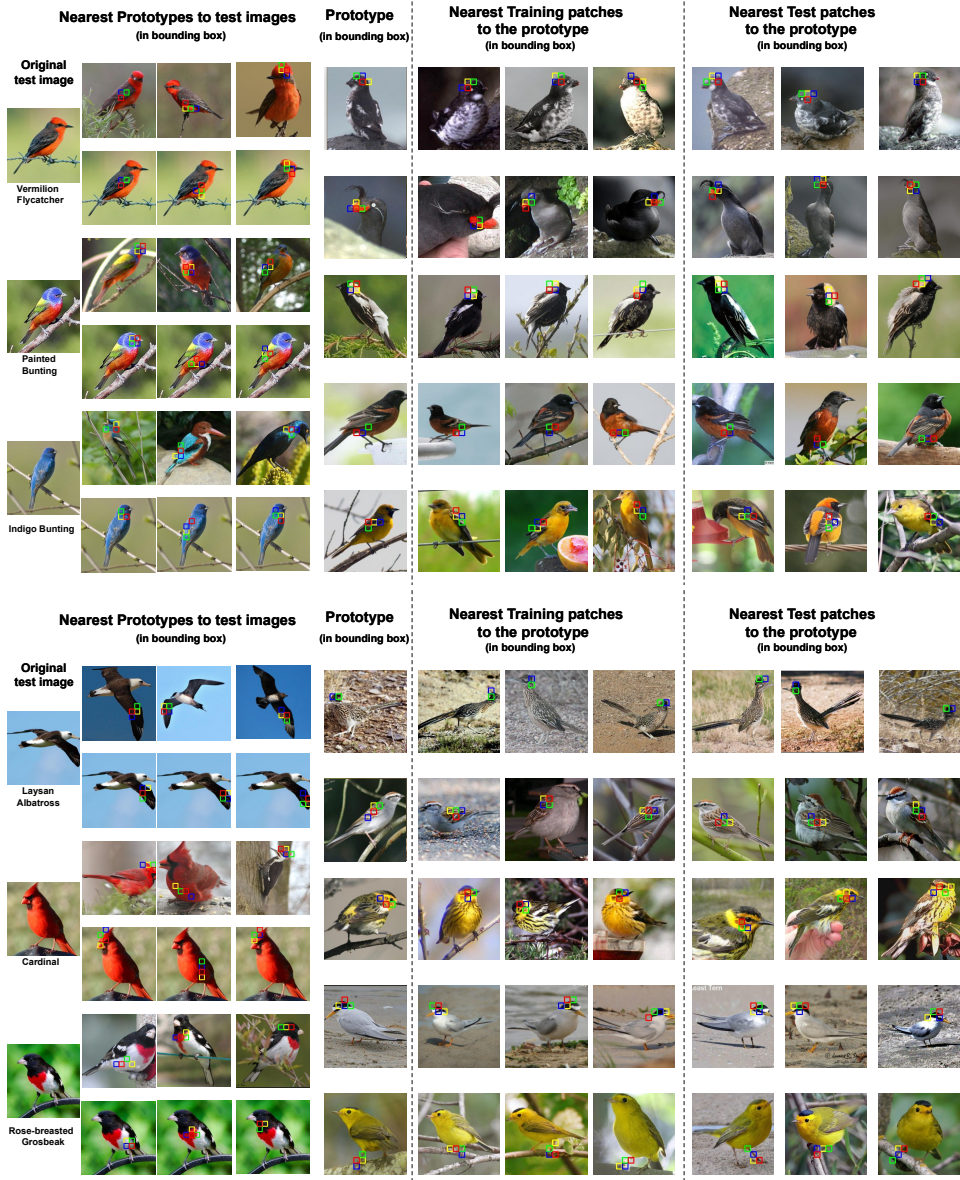 Nearest Prototypes to test images
(in bounding box)
Prototype
(in bounding box)
Nearest Training patches
to the prototype
(in bounding box)
Nearest Test patches
to the prototype
(in bounding box)
Original
test image
Vermilion
Flycatcher
Painted
Bunting
Indigo Bunting
Nearest Prototypes to test images
(in bounding box)
Prototype
(in bounding box)
Nearest Training patches
to the prototype
(in bounding box)
Nearest Test patches
to the prototype
(in bounding box)
Original
test image
Laysan
Albatross
Cardinal
east Tern
Rose-breasted
Grosbeak